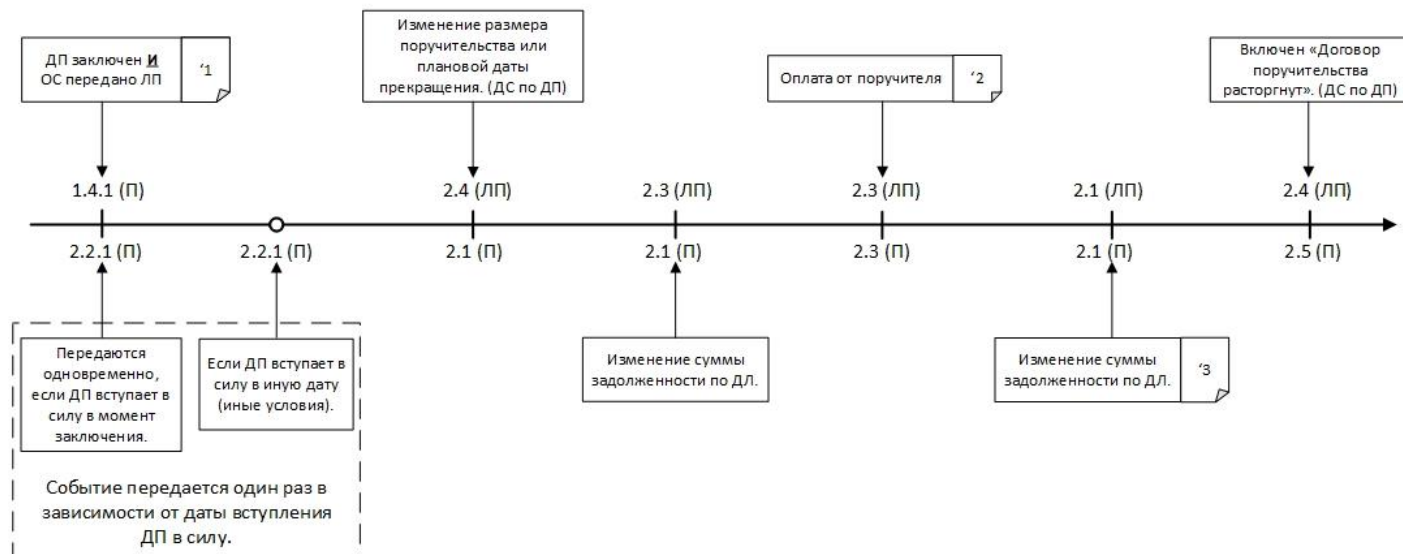 ДП заключен И
ОС передано ЛП
‘1
Изменение размера
поручительства или
плановой даты
прекращения. (ДС по ДП)
Оплата от поручителя
‘2
Включен «Договор
поручительства
расторгнут». (ДС по ДП)
1.4.1 (П)
2.4 (ЛП)
2.3 (ЛП)
2.3 (ЛП)
2.1 (ЛП)
2.4 (ЛП)
2.2.1 (П)
2.2.1 (П)
2.1 (П)
2.1 (П)
2.3 (П)
2.1 (П)
2.5 (П)
Передаются
одновременно,
если ДП вступает в
силу в момент
заключения.
Если ДП вступает в
силу в иную дату
(иные условия).
Изменение суммы
задолженности по ДЛ.
Изменение суммы
задолженности по ДЛ.
‘3
Событие передается один раз в
зависимости от даты вступления
ДП в силу.